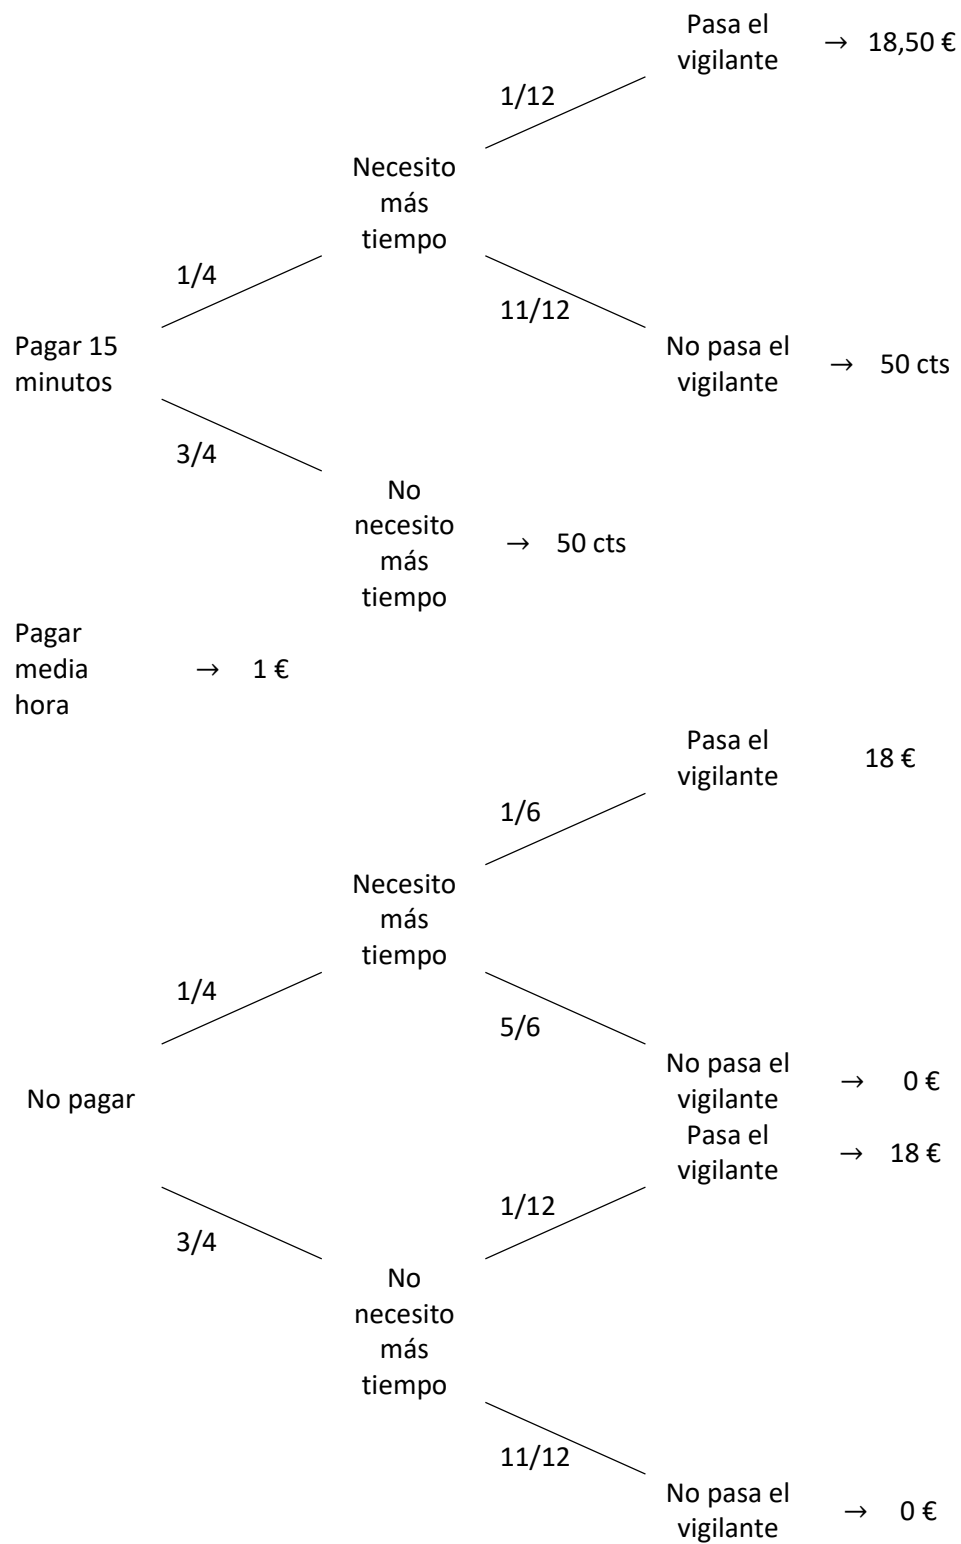 Pasa el
vigilante
→ 18,50 €
1/12
Necesito
más
tiempo
1/4
11/12
Pagar 15
minutos
No pasa el
vigilante
→ 50 cts
3/4
No
necesito
más
tiempo
→ 50 cts
Pagar
media
hora
→ 1 €
Pasa el
vigilante
18 €
1/6
Necesito
más
tiempo
1/4
5/6
No pagar
No pasa el
vigilante
→ 0 €
Pasa el
vigilante
→ 18 €
1/12
3/4
No
necesito
más
tiempo
11/12
No pasa el
vigilante
→ 0 €